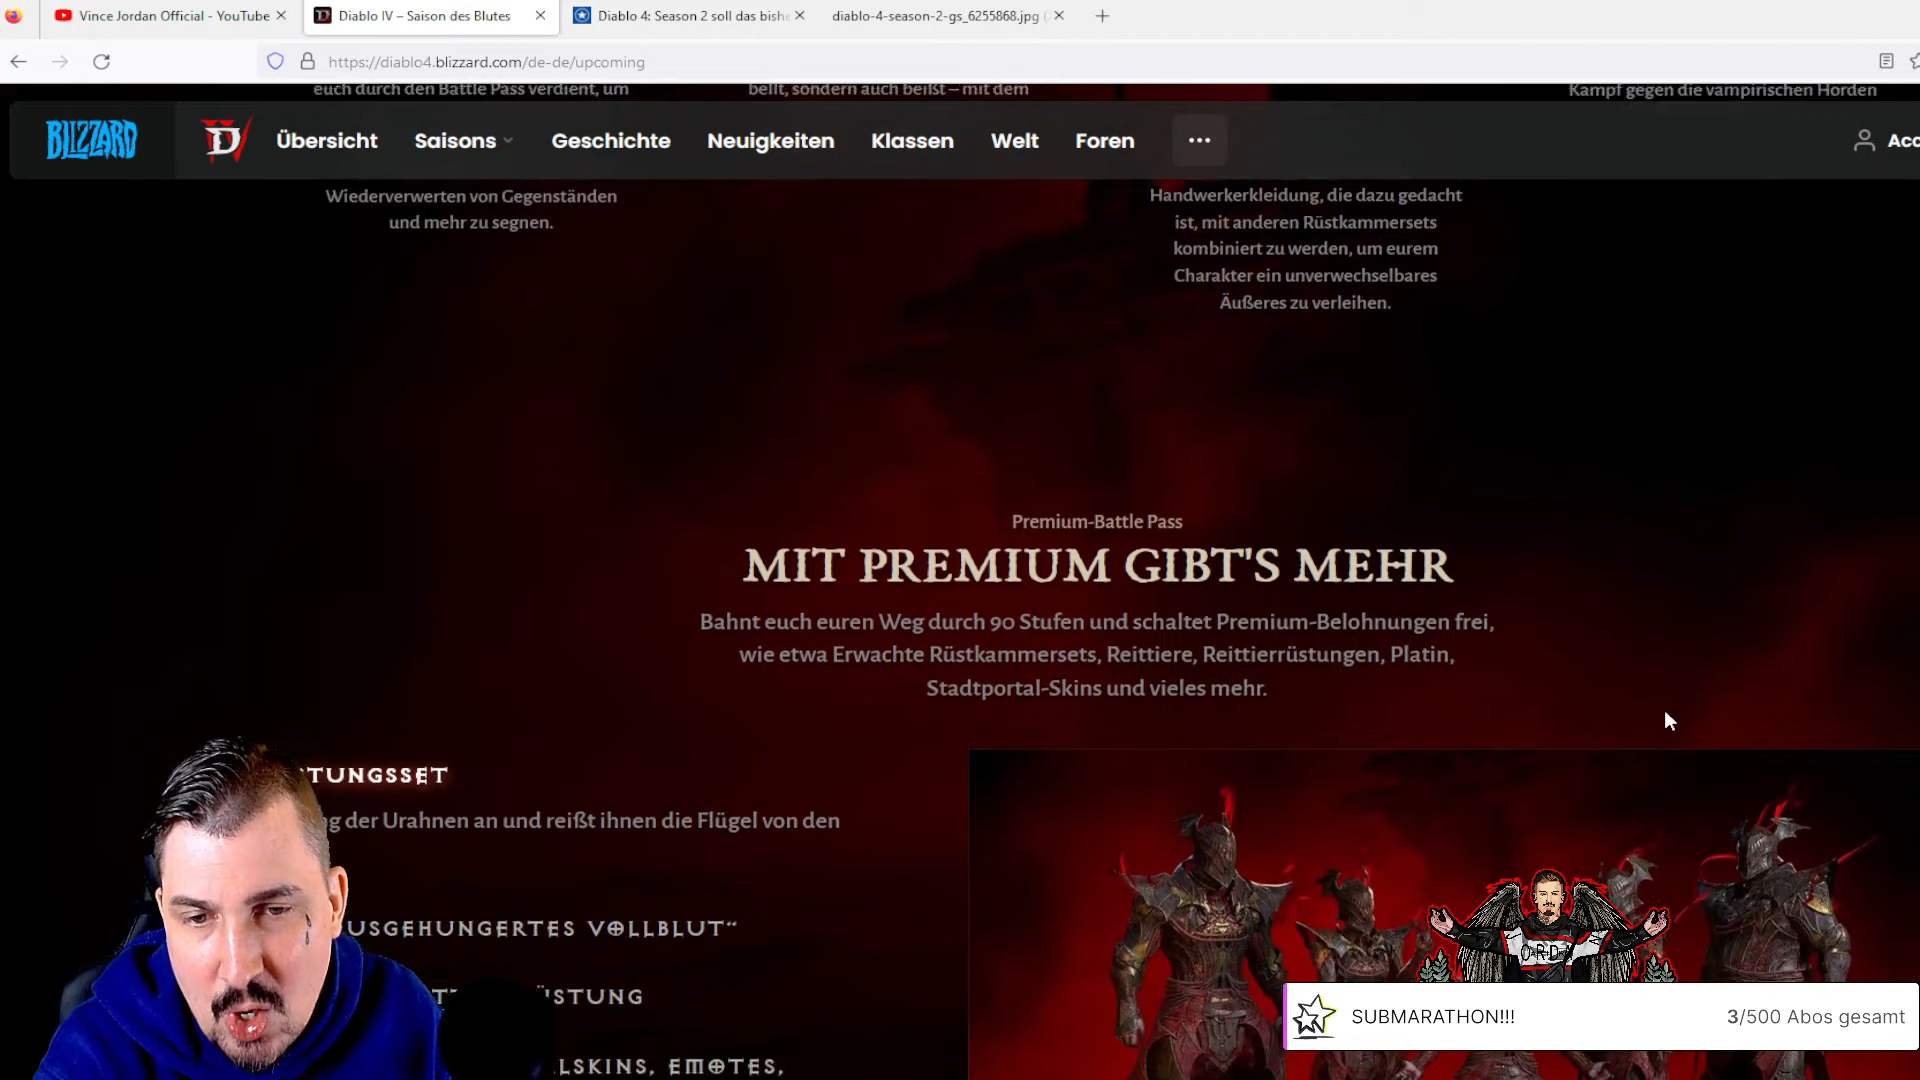 Vince Jordan Official - YouTube
Diablo IV – Saison des Blutes
Diablo 4: Season 2 soll das bishe
diablo-4-season-2-gs_6255868.jpg (
https://diablo4.blizzard.com/de-de/upcoming
euch durch den Battle Pass verdient, um
bellt, sondern auch beißt – mit dem
Kampf gegen die vampirischen Horden
BLIZZARD
D
Übersicht
Saisons
Geschichte
Neuigkeiten
Klassen
Welt
Foren
Acc
Wiederverwerten von Gegenständen
und mehr zu segnen.
Handwerkerkleidung, die dazu gedacht
ist, mit anderen Rüstkammersets
kombiniert zu werden, um eurem
Charakter ein unverwechselbares
Äußeres zu verleihen.
Premium-Battle Pass
MIT PREMIUM GIBT'S MEHR
Bahnt euch euren Weg durch 90 Stufen und schaltet Premium-Belohnungen frei,
wie etwa Erwachte Rüstkammersets, Reittiere, Reittierrüstungen, Platin,
Stadtportal-Skins und vieles mehr.
TUNGSSET
g der Urahnen an und reißt ihnen die Flügel von den
USGEHUNGERTES VOLLBLUT“
ÜSTUNG
LSKINS, EMOTES,
ORD
SUBMARATHON!!!
3/500 Abos gesamt